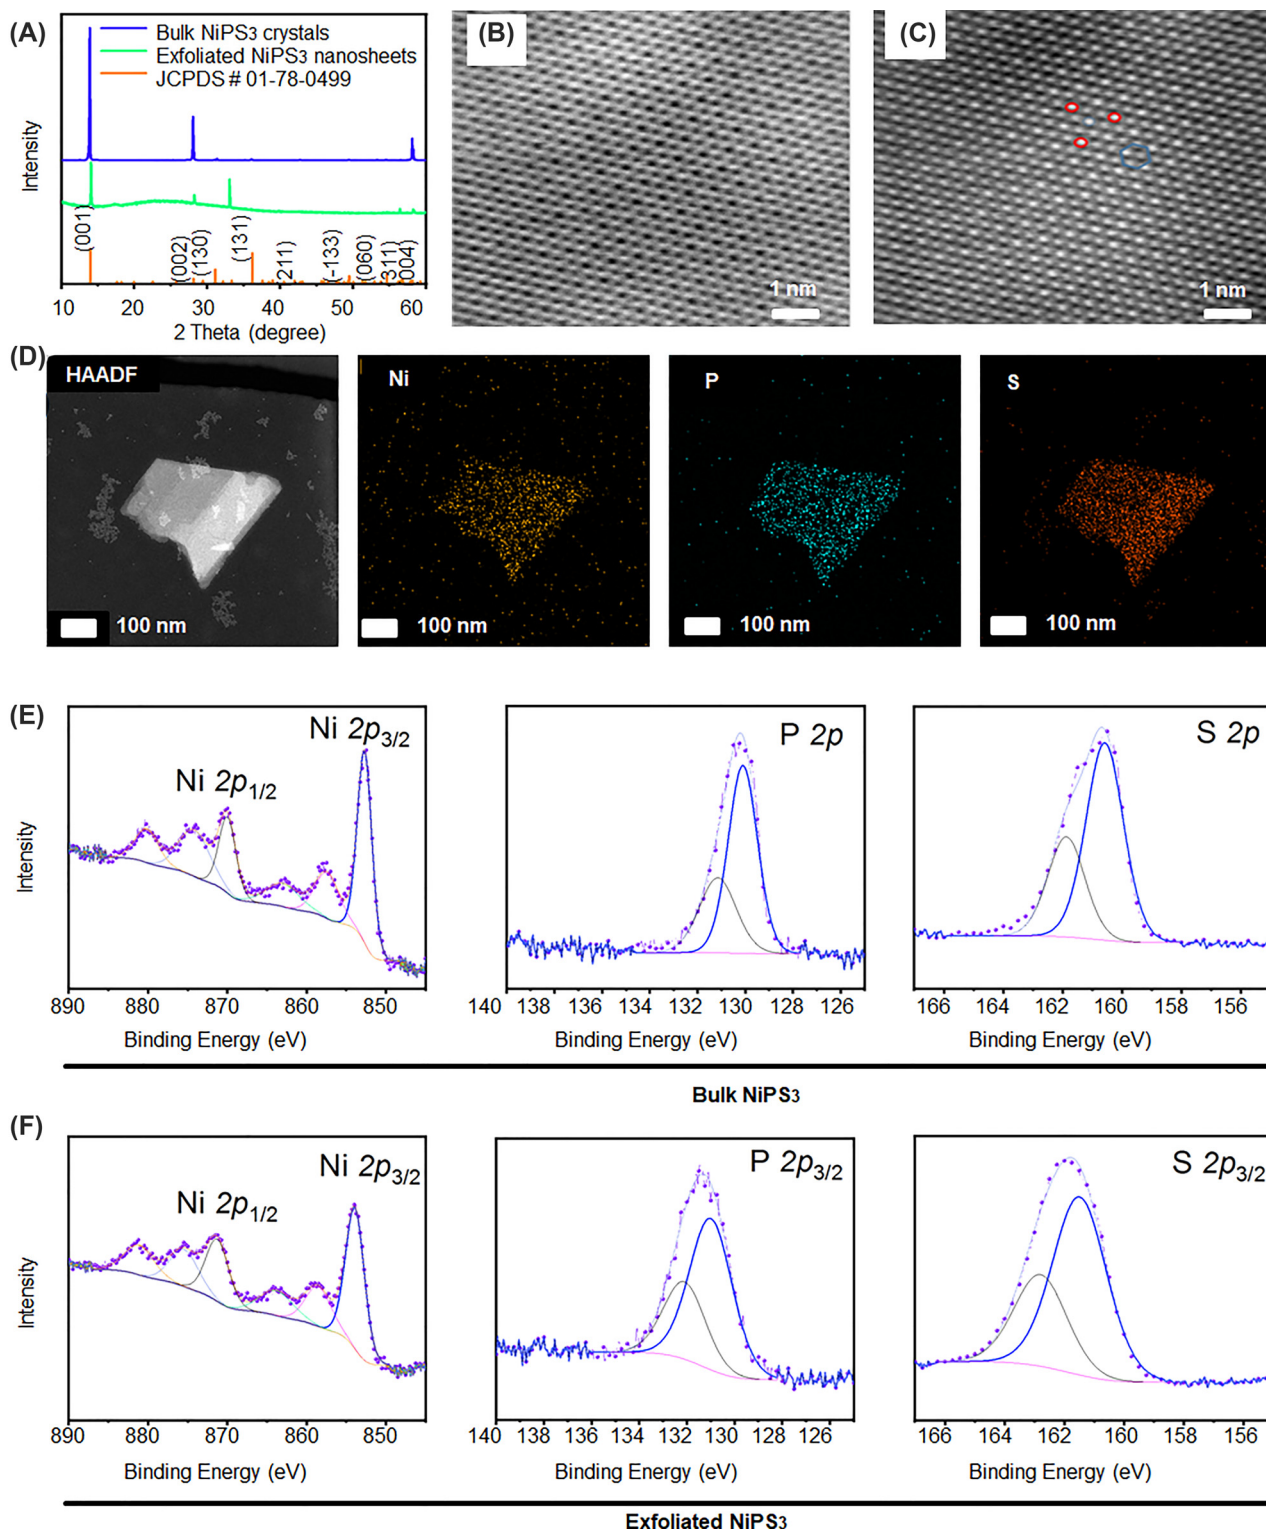 (A)
Bulk NiPS3 crystals
Exfoliated NiPS3 nanosheets
JCPDS # 01-78-0499
Intensity
(001)
(002)
(130)
(131)
211)
(-133)
(060)
311)
004)
10 20 30 40 50 60
2 Theta (degree)
(B)
1 nm
(C)
1 nm
(D)
HAADF
100 nm
Ni
100 nm
P
100 nm
S
100 nm
(E)
Ni 2p3/2
Ni 2p1/2
Intensity
890 880 870 860 850
Binding Energy (eV)
P 2p
140 138 136 134 132 130 128 126
Binding Energy (eV)
S 2p
166 164 162 160 158 156
Binding Energy (eV)
Bulk NiPS3
(F)
Ni 2p3/2
Ni 2p1/2
Intensity
890 880 870 860 850
Binding Energy (eV)
P 2p3/2
140 138 136 134 132 130 128 126
Binding Energy (eV)
S 2p3/2
166 164 162 160 158 156
Binding Energy (eV)
Exfoliated NiPS3